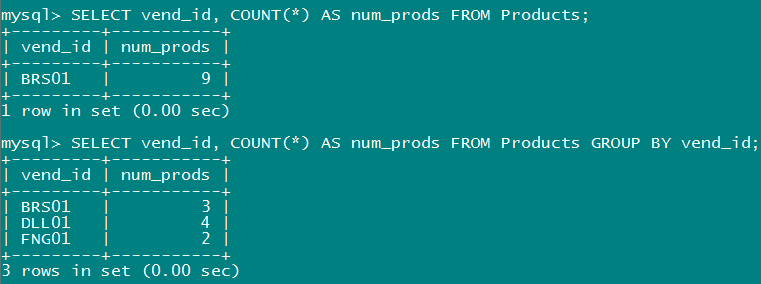 mysql> SELECT vend_id, COUNT(*) AS num_prods FROM Products;
+---------+-----------+
| vend_id | num_prods |
+---------+-----------+
| BRS01   |         9 |
+---------+-----------+
1 row in set (0.00 sec)

mysql> SELECT vend_id, COUNT(*) AS num_prods FROM Products GROUP BY vend_id;
+---------+-----------+
| vend_id | num_prods |
+---------+-----------+
| BRS01   |         3 |
| DLL01   |         4 |
| FNG01   |         2 |
+---------+-----------+
3 rows in set (0.00 sec)